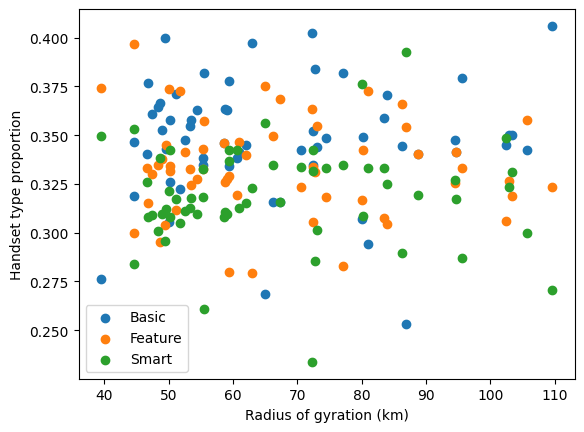 0.400
0.375
0.350
0.325
0.300
0.275
0.250
Handset type proportion
Basic
Feature
Smart
40 50 60 70 80 90 100 110
Radius of gyration (km)